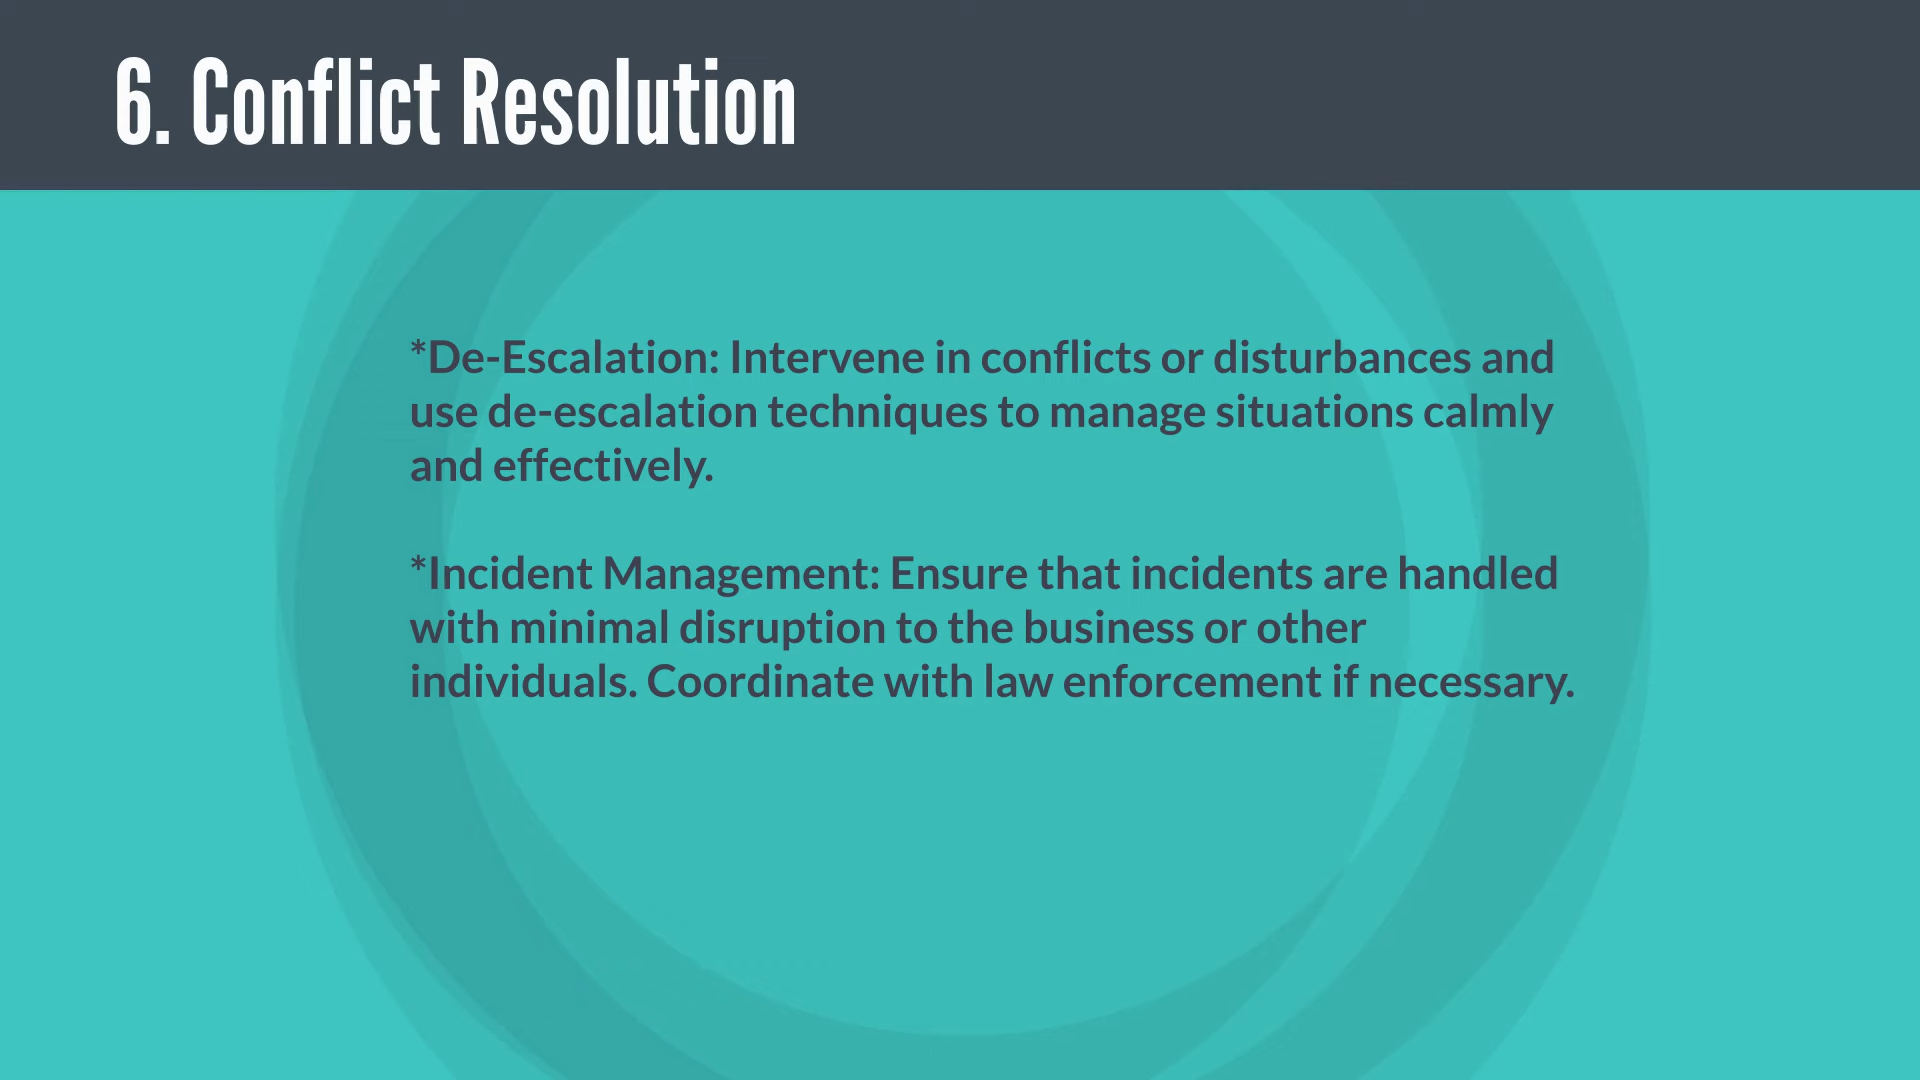 6. Conflict Resolution
*De-Escalation: Intervene in conflicts or disturbances and
use de-escalation techniques to manage situations calmly
and effectively.
*Incident Management: Ensure that incidents are handled
with minimal disruption to the business or other
individuals. Coordinate with law enforcement if necessary.